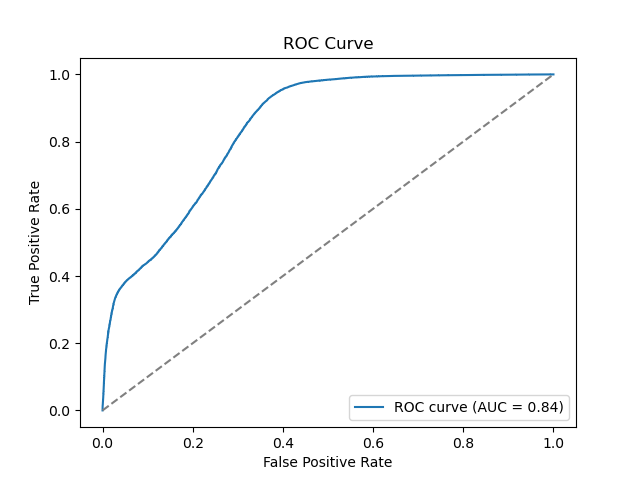 ROC Curve
True Positive Rate
1.0
0.8
0.6
0.4
0.2
0.0
0.0 0.2 0.4 0.6 0.8 1.0
False Positive Rate
ROC curve (AUC = 0.84)